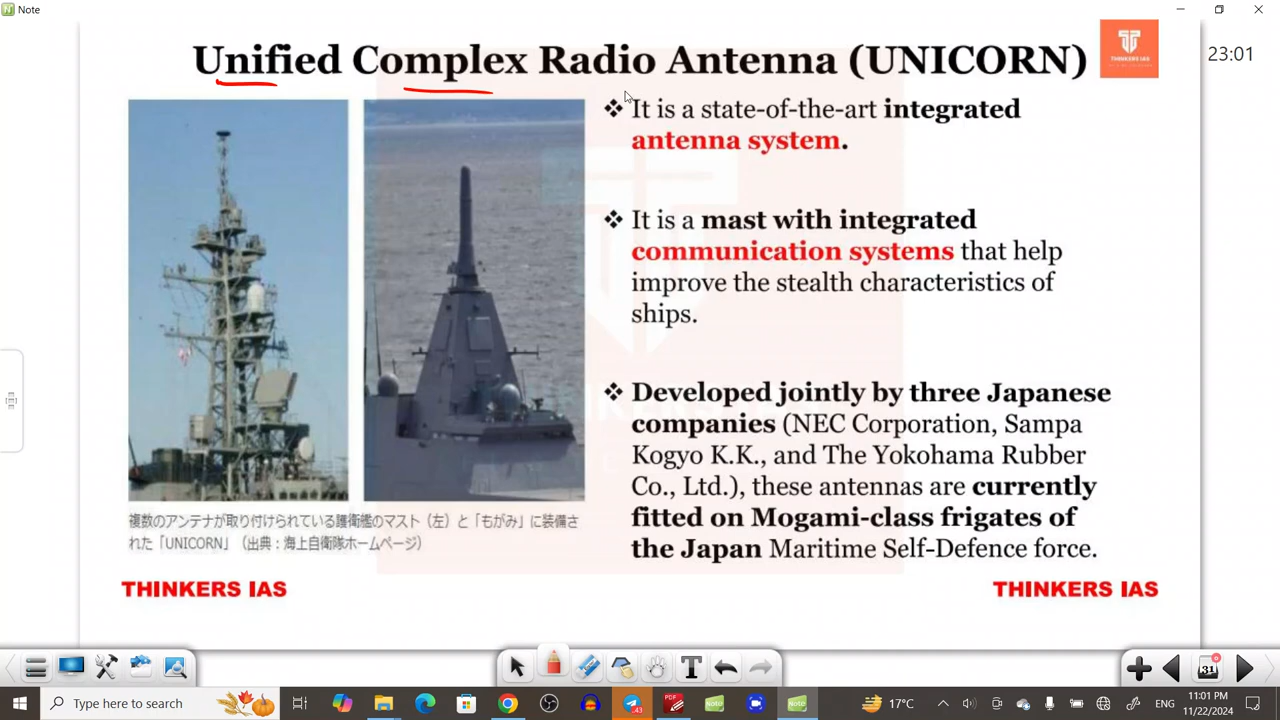 Note
Unified Complex Radio Antenna (UNICORN)
THINKERS IAS
23:01
❖ It is a state-of-the-art integrated
antenna system.
❖ It is a mast with integrated
communication systems that help
improve the stealth characteristics of
ships.
❖ Developed jointly by three Japanese
companies (NEC Corporation, Sampa
Kogyo K.K., and The Yokohama Rubber
Co., Ltd.), these antennas are currently
fitted on Mogami-class frigates of
the Japan Maritime Self-Defence force.
複数のアンテナが取り付けられている護衛艦のマスト（左）と「もがみ」に装備さ
れた「UNICORN」（出典：海上自衛隊ホームページ）
THINKERS IAS
THINKERS IAS
T
31
Type here to search
43
17°C
ENG
11:01 PM
11/22/2024